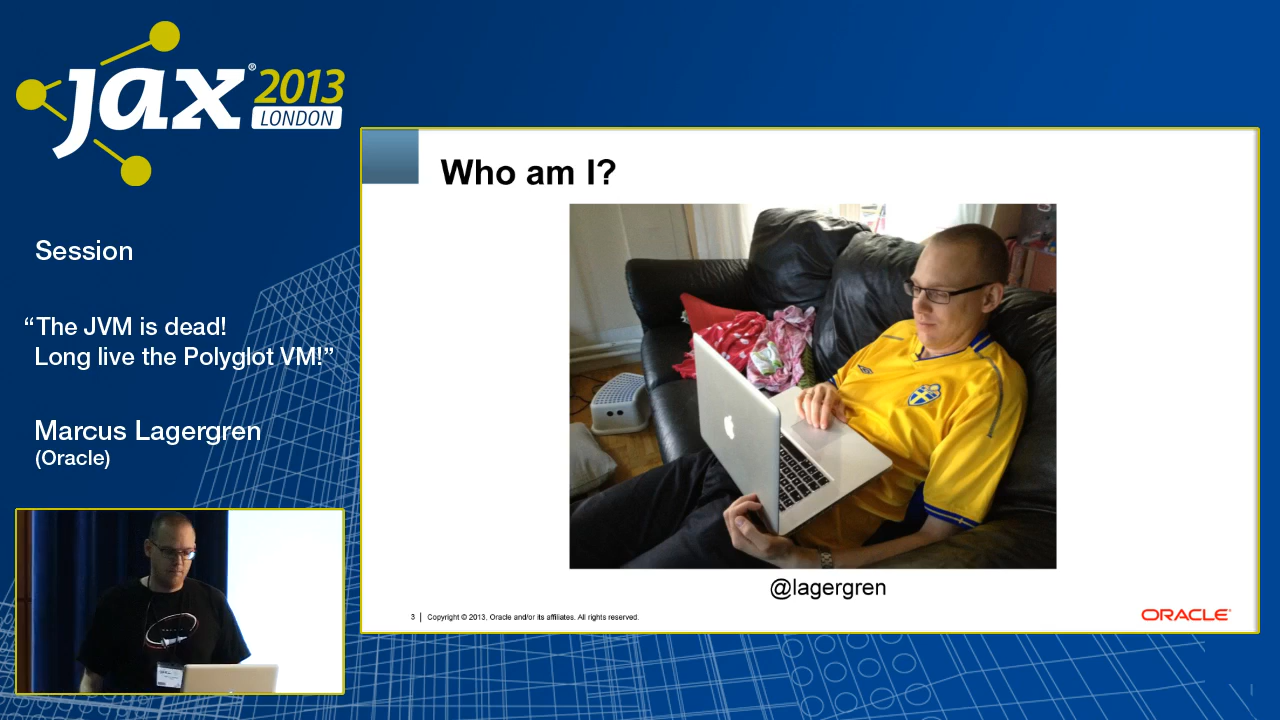 jax® 2013
LONDON
Session
“The JVM is dead!
Long live the Polyglot VM!”
Marcus Lagergren
(Oracle)
Who am I?
@lagergren
3 | Copyright © 2013, Oracle and/or its affiliates. All rights reserved.
ORACLE®